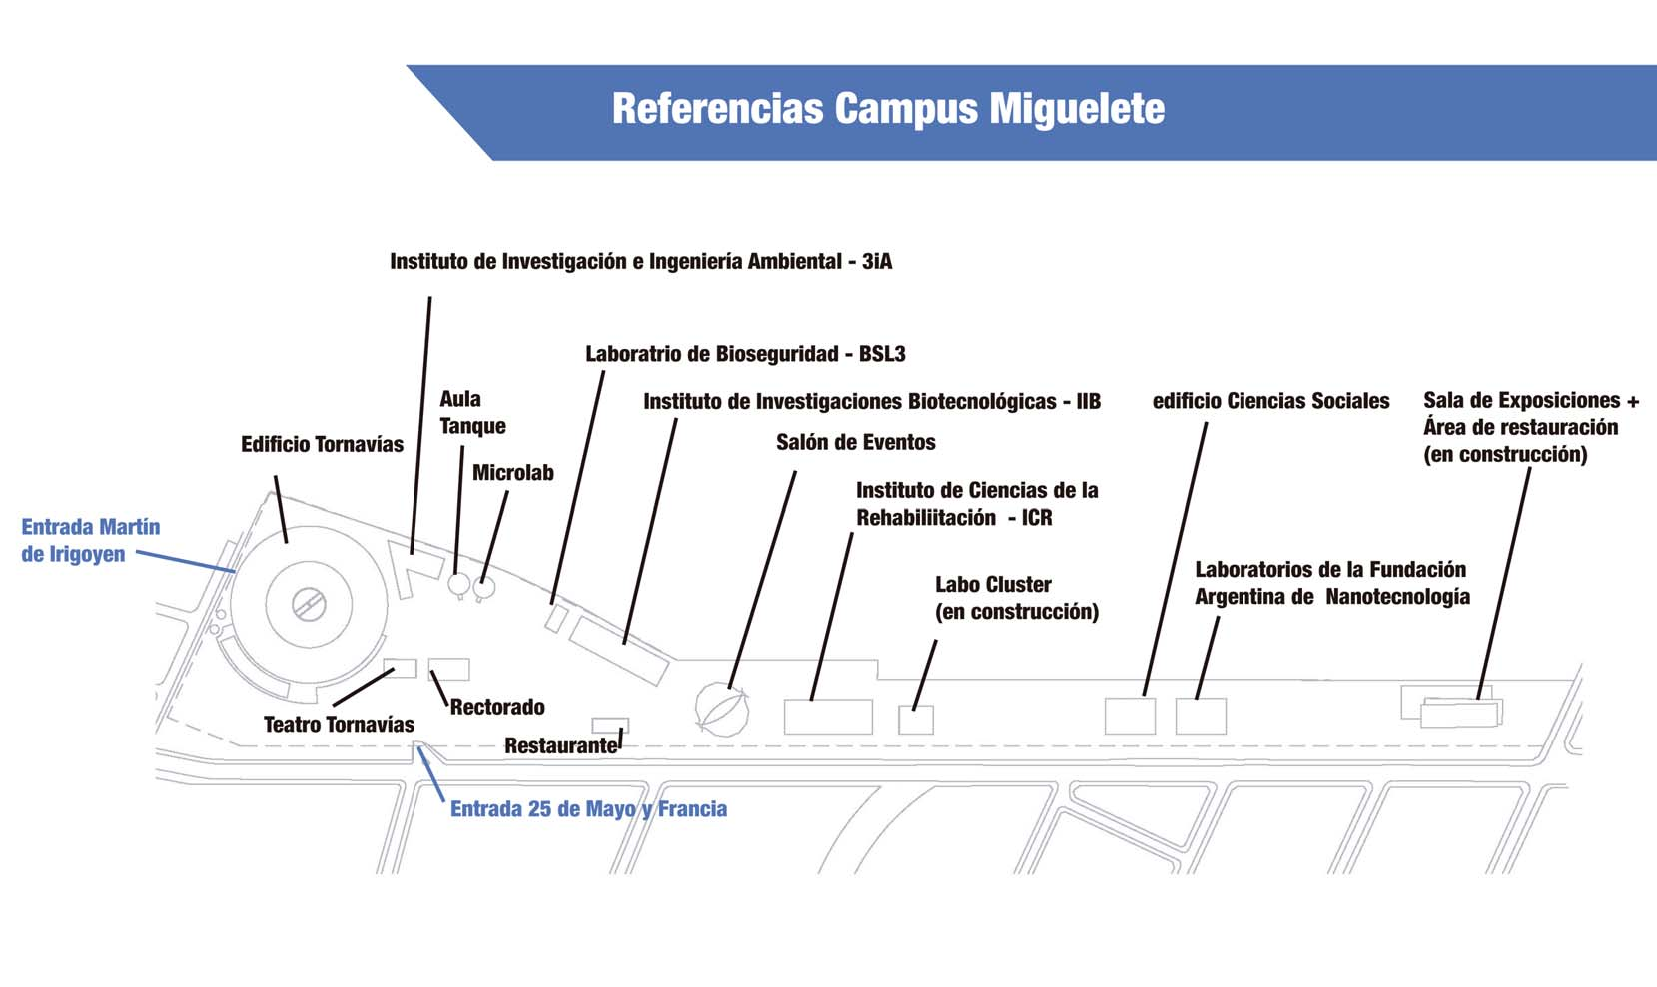 Referencias Campus Miguelete
Instituto de Investigación e Ingeniería Ambiental - 3iA
Laboratrio de Bioseguridad - BSL3
Aula
Tanque
Instituto de Investigaciones Biotecnológicas - IIB
edificio Ciencias Sociales
Sala de Exposiciones +
Área de restauración
(en construcción)
Edificio Tornavías
Salón de Eventos
Microlab
Instituto de Ciencias de la
Rehabiliitación - ICR
Entrada Martín
de Irigoyen
Labo Cluster
(en construcción)
Laboratorios de la Fundación
Argentina de Nanotecnología
Rectorado
Teatro Tornavías
Restaurante
Entrada 25 de Mayo y Francia